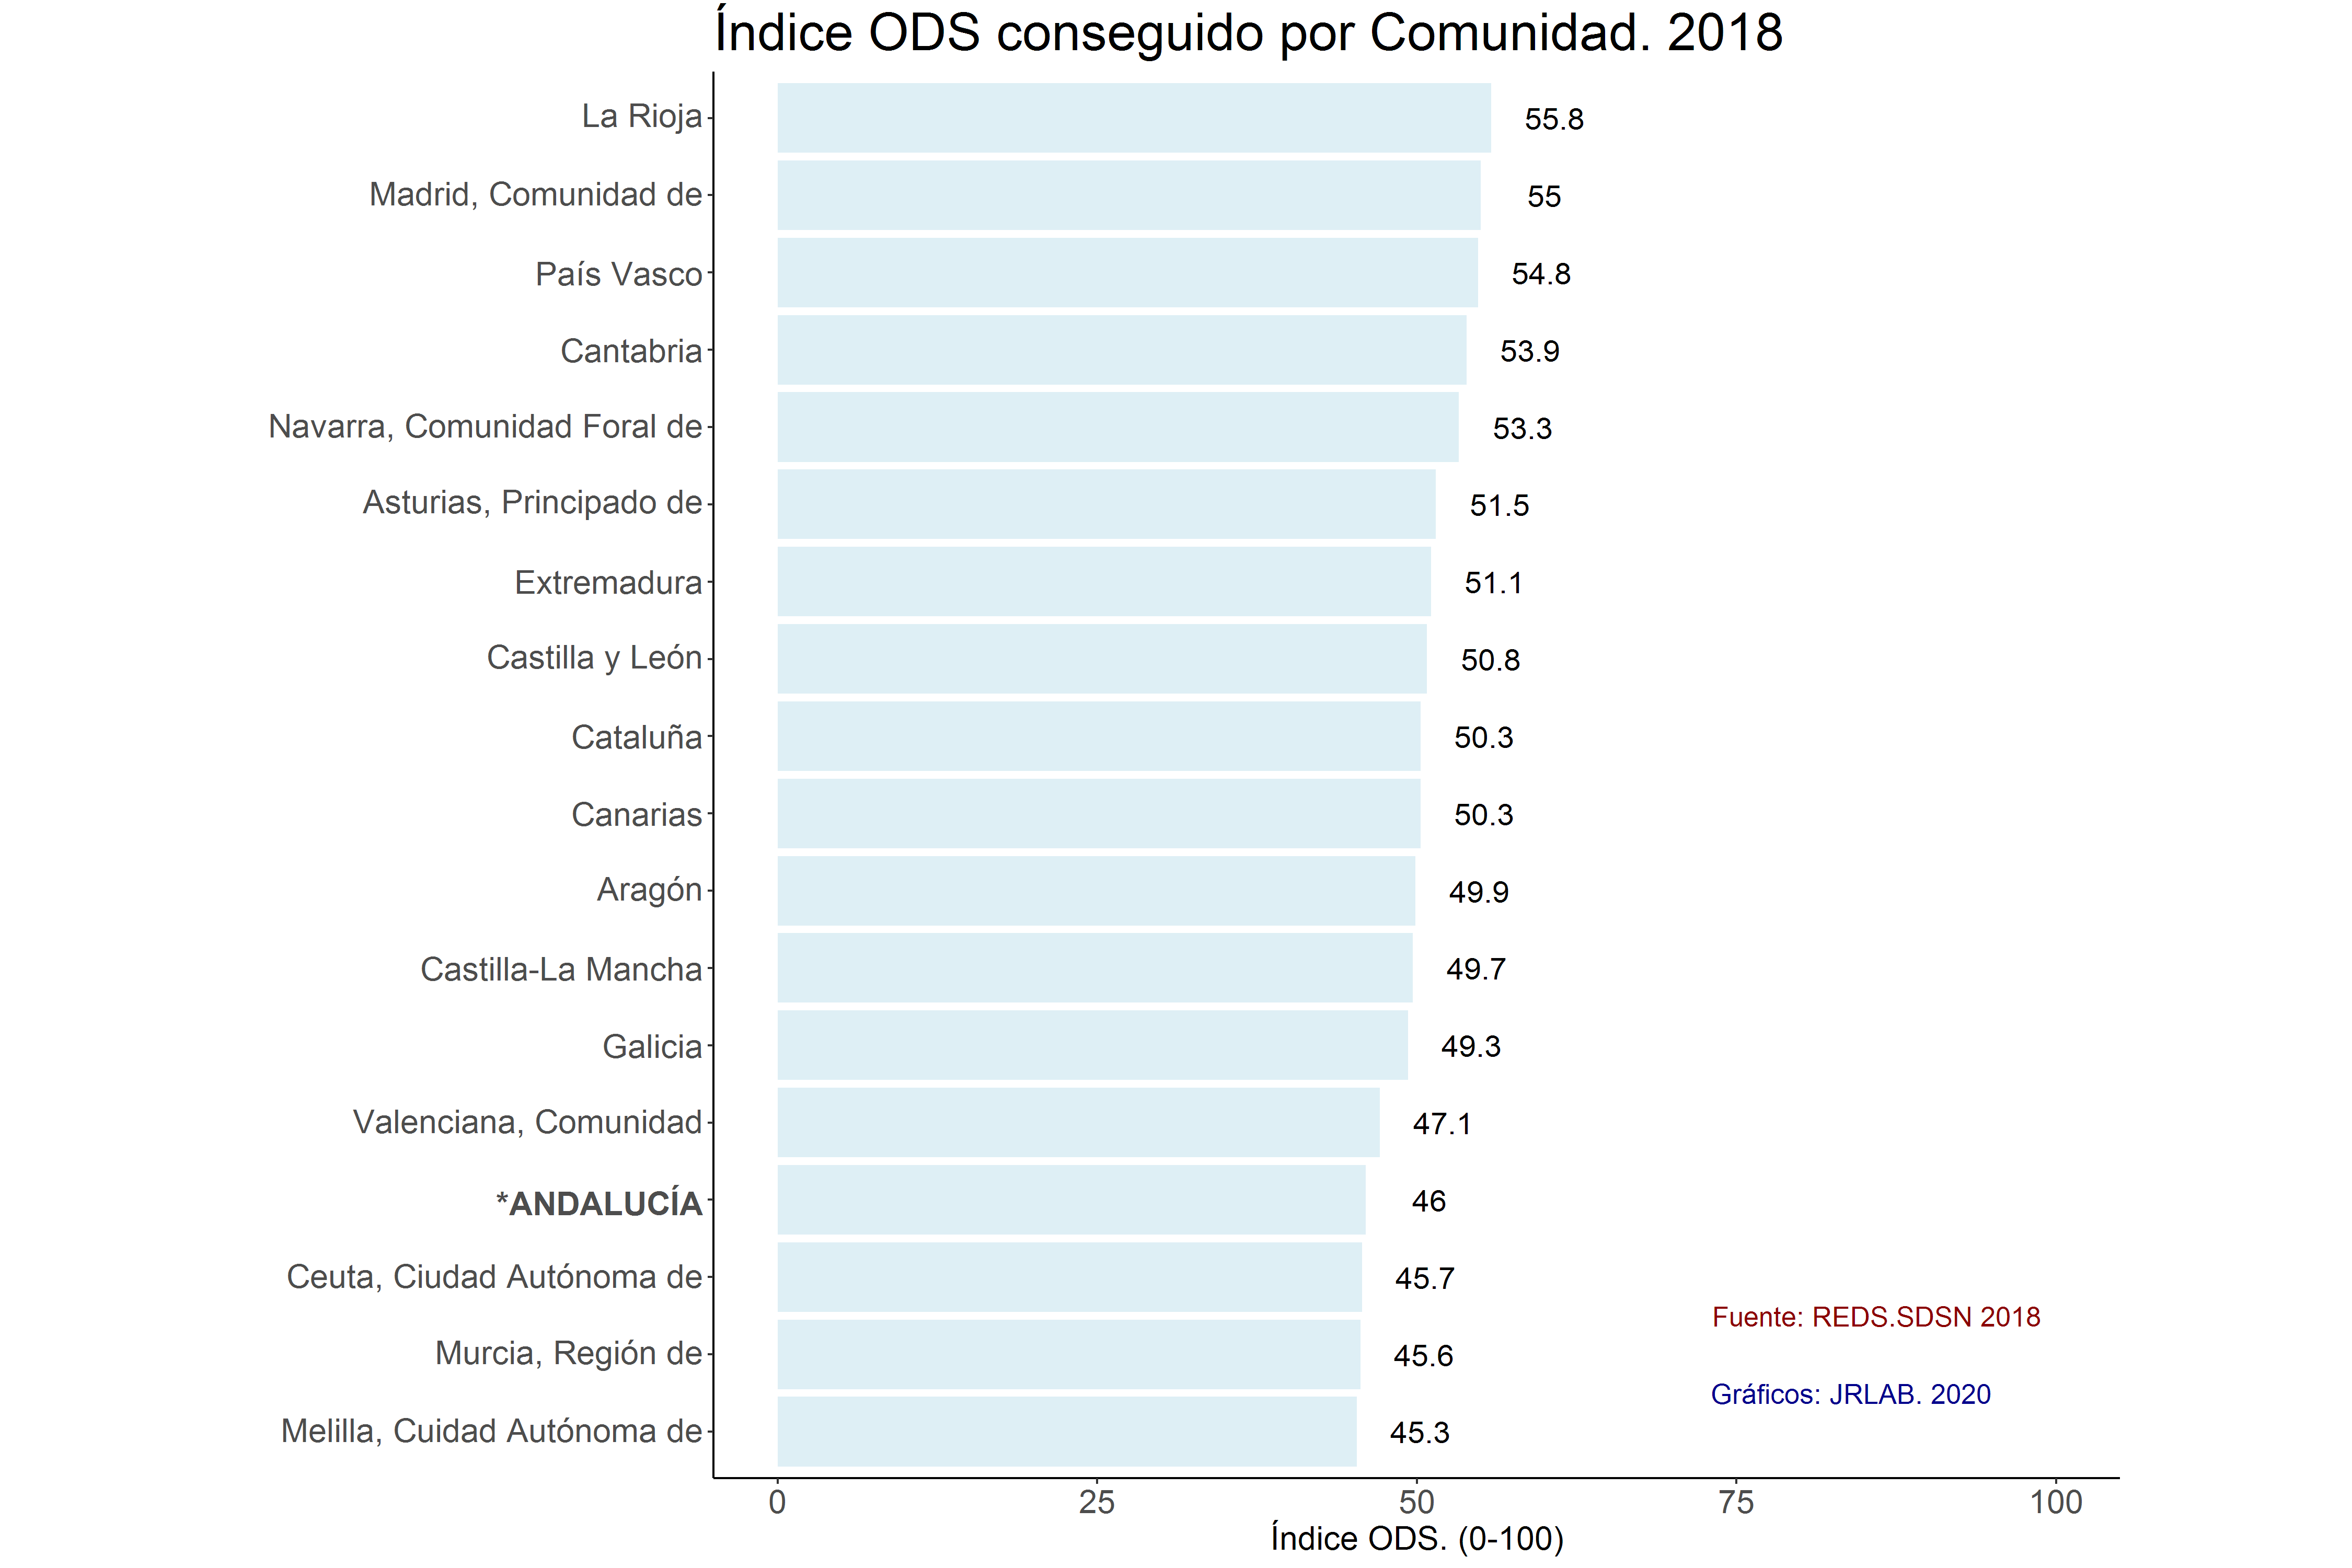 Índice ODS conseguido por Comunidad. 2018
La Rioja 55.8
Madrid, Comunidad de 55
País Vasco 54.8
Cantabria 53.9
Navarra, Comunidad Foral de 53.3
Asturias, Principado de 51.5
Extremadura 51.1
Castilla y León 50.8
Cataluña 50.3
Canarias 50.3
Aragón 49.9
Castilla-La Mancha 49.7
Galicia 49.3
Valenciana, Comunidad 47.1
*ANDALUCÍA 46
Ceuta, Ciudad Autónoma de 45.7
Fuente: REDS.SDSN 2018
Murcia, Región de 45.6
Gráficos: JRLAB. 2020
Melilla, Cuidad Autónoma de 45.3
0 25 50 75 100
Índice ODS. (0-100)